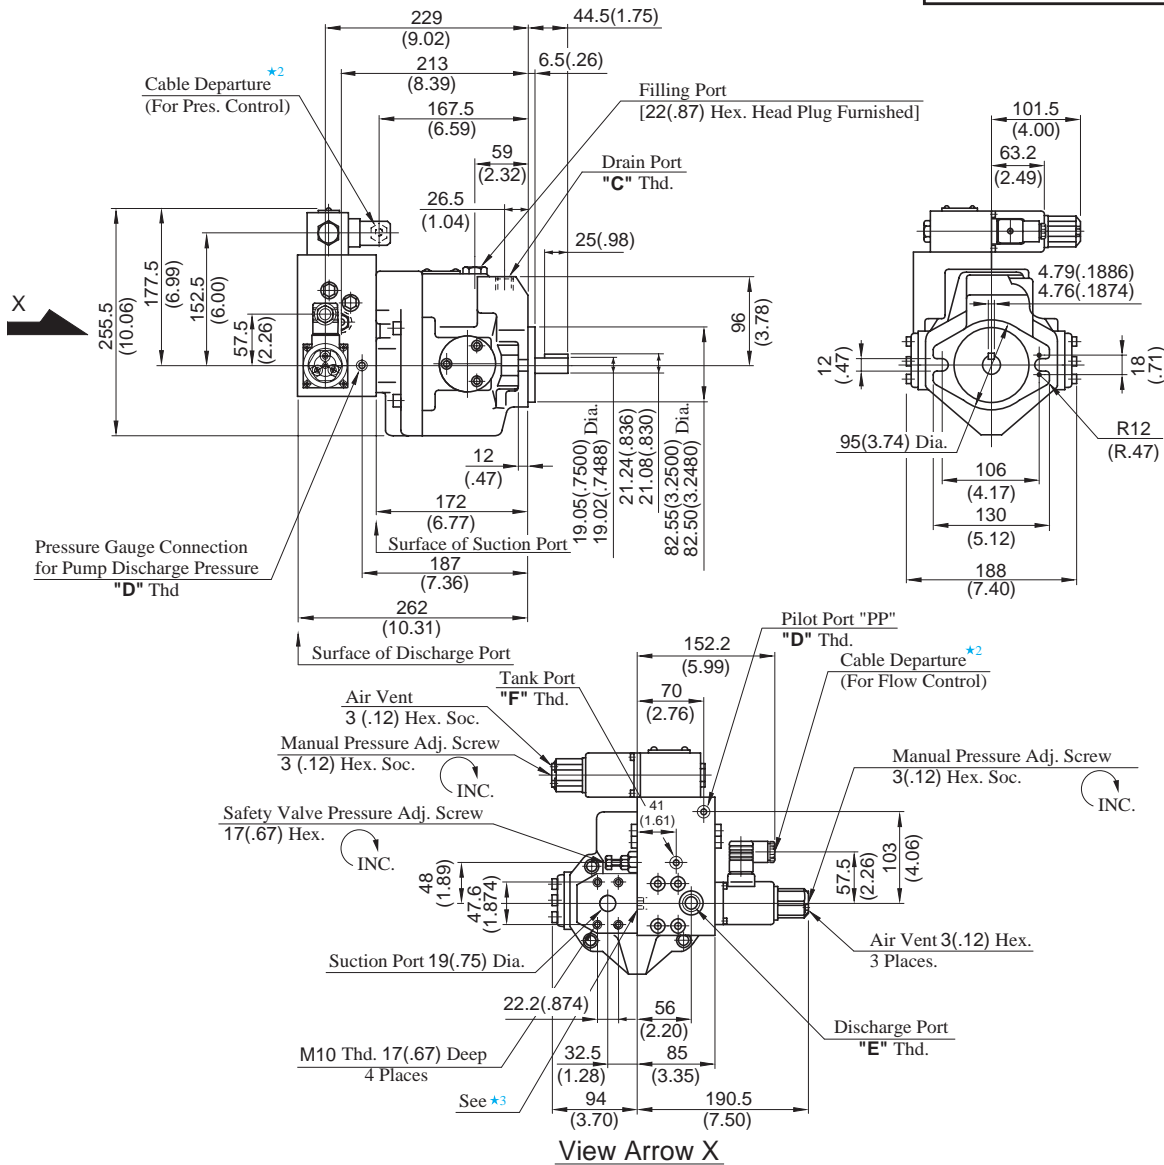 229
(9.02)
44.5(1.75)
213
(8.39)
6.5(.26)
Cable Departure ★2
(For Pres. Control)
167.5
(6.59)
Filling Port
[22(.87) Hex. Head Plug Furnished]
59
(2.32)
Drain Port
"C" Thd.
26.5
(1.04)
25(.98)
101.5
(4.00)
63.2
(2.49)
X
255.5
(10.06)
177.5
(6.99)
152.5
(6.00)
57.5
(2.26)
96
(3.78)
4.79(.1886)
4.76(.1874)
12
(.47)
18
(.71)
95(3.74) Dia.
R12
(R.47)
106
(4.17)
130
(5.12)
188
(7.40)
12
(.47)
19.05(.7500) Dia.
19.02(.7488)
21.24(.836)
21.08(.830)
82.55(3.2500) Dia.
82.50(3.2480)
172
(6.77)
Surface of Suction Port
Pressure Gauge Connection
for Pump Discharge Pressure
"D" Thd
187
(7.36)
262
(10.31)
Surface of Discharge Port
Pilot Port "PP"
"D" Thd.
152.2
(5.99)
Cable Departure ★2
(For Flow Control)
Tank Port
"F" Thd.
70
(2.76)
Air Vent
3 (.12) Hex. Soc.
Manual Pressure Adj. Screw
3 (.12) Hex. Soc.
INC.
Manual Pressure Adj. Screw
3(.12) Hex. Soc.
INC.
Safety Valve Pressure Adj. Screw
17(.67) Hex.
INC.
41
(1.61)
48
(1.89)
47.6
(1.874)
57.5
(2.26)
103
(4.06)
Suction Port 19(.75) Dia.
Air Vent 3(.12) Hex.
3 Places.
22.2(.874)
56
(2.20)
Discharge Port
"E" Thd.
M10 Thd. 17(.67) Deep
4 Places
32.5
(1.28)
85
(3.35)
See ★3
94
(3.70)
190.5
(7.50)
View Arrow X